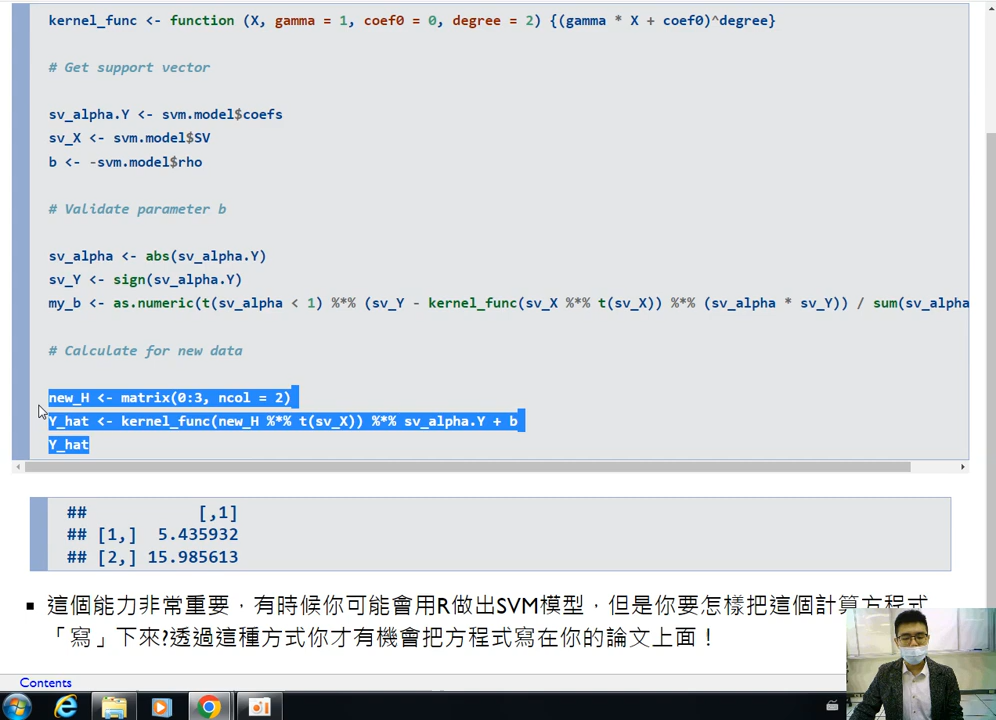 kernel_func <- function (X, gamma = 1, coef0 = 0, degree = 2) {(gamma * X + coef0)^degree}
# Get support vector
sv_alpha.Y <- svm.model$coefs
sv_X <- svm.model$SV
b <- -svm.model$rho
# Validate parameter b
sv_alpha <- abs(sv_alpha.Y)
sv_Y <- sign(sv_alpha.Y)
my_b <- as.numeric(t(sv_alpha < 1) %*% (sv_Y - kernel_func(sv_X %*% t(sv_X)) %*% (sv_alpha * sv_Y)) / sum(sv_alpha
# Calculate for new data
new_H <- matrix(0:3, ncol = 2)
Y_hat <- kernel_func(new_H %*% t(sv_X)) %*% sv_alpha.Y + b
Y_hat
## [,1]
## [1,] 5.435932
## [2,] 15.985613
▪ 這個能力非常重要，有時候你可能會用R做出SVM模型，但是你要怎樣把這個計算方程式
「寫」下來?透過這種方式你才有機會把方程式寫在你的論文上面！
Contents